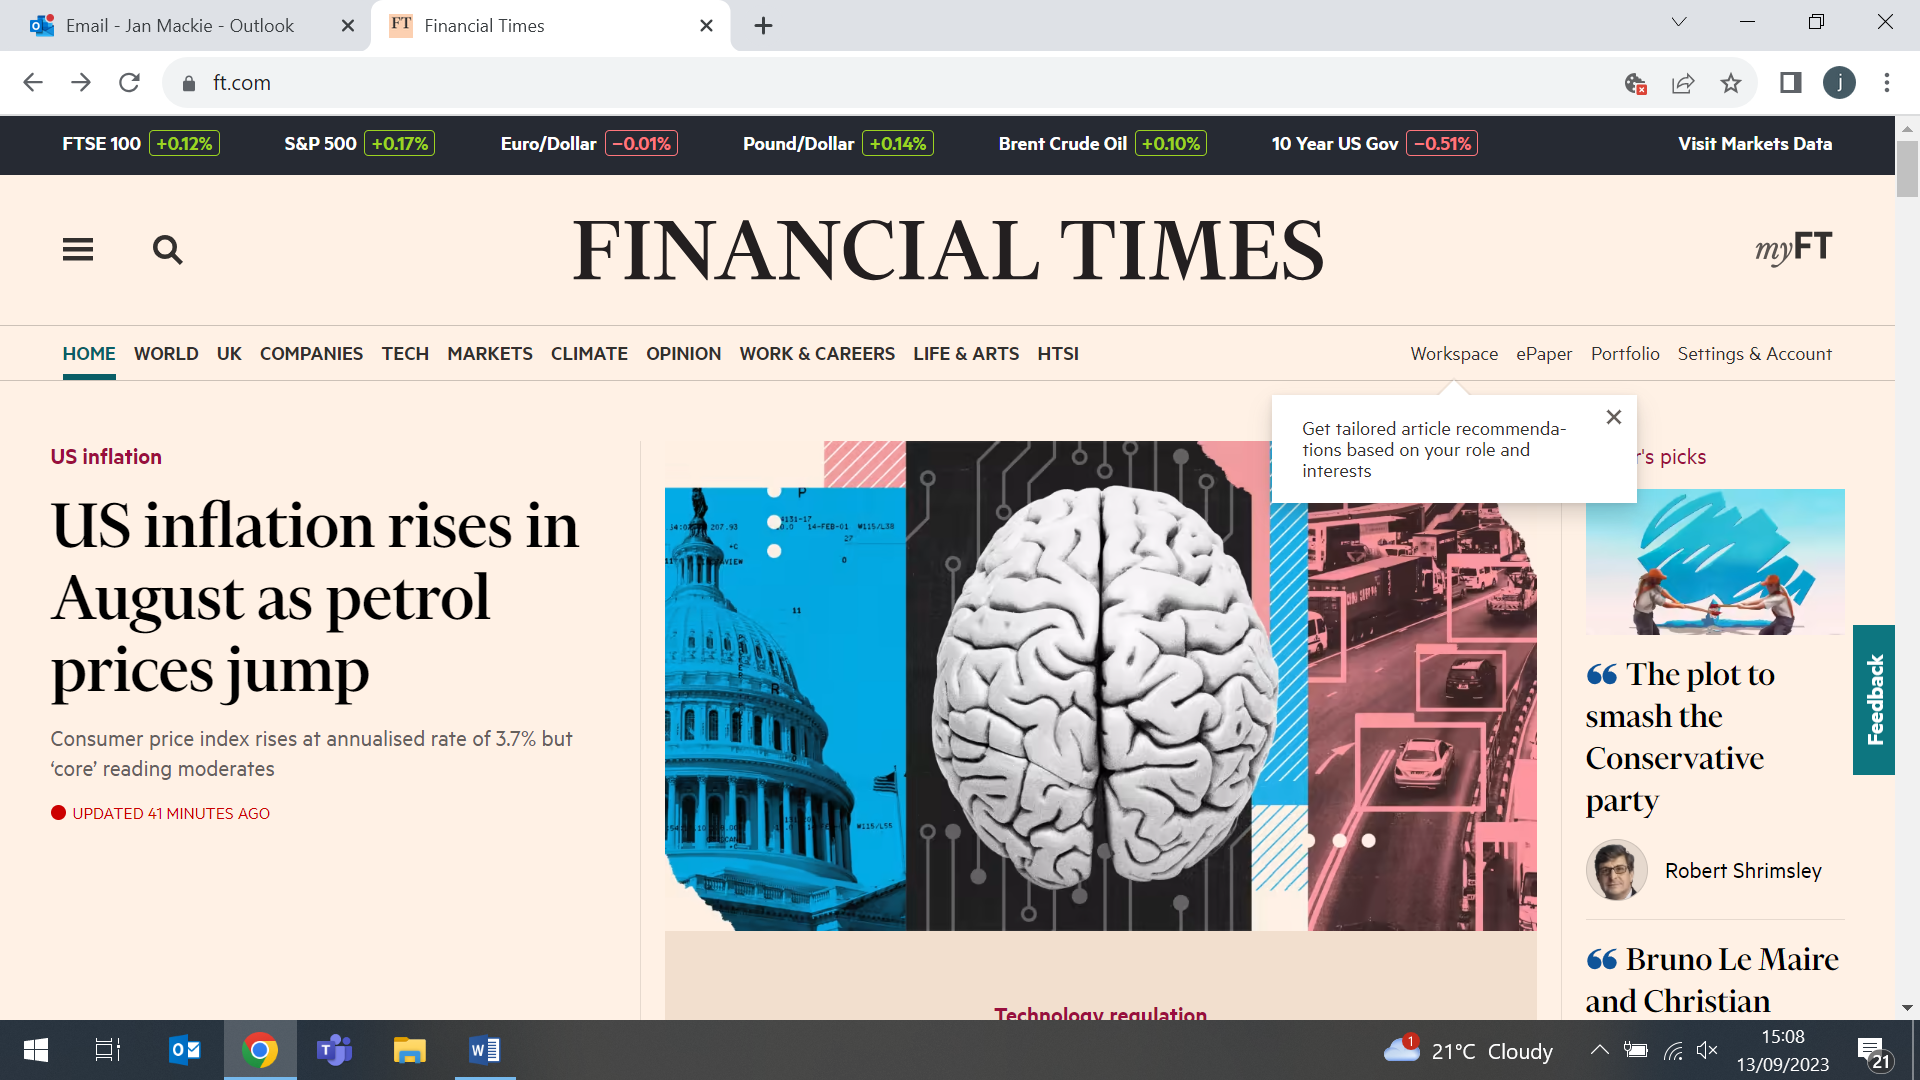 Email - Jan Mackie - Outlook
FT Financial Times
ft.com
j
FTSE 100 +0.12% S&P 500 +0.17% Euro/Dollar −0.01% Pound/Dollar +0.14% Brent Crude Oil +0.10% 10 Year US Gov −0.51% Visit Markets Data
FINANCIAL TIMES
myFT
HOME WORLD UK COMPANIES TECH MARKETS CLIMATE OPINION WORK & CAREERS LIFE & ARTS HTSI
Workspace ePaper Portfolio Settings & Account
Get tailored article recommenda-
tions based on your role and
interests
US inflation
US inflation rises in
August as petrol
prices jump
Consumer price index rises at annualised rate of 3.7% but
‘core’ reading moderates
UPDATED 41 MINUTES AGO
Technology regulation
r's picks
“ The plot to
smash the
Conservative
party
Robert Shrimsley
“ Bruno Le Maire
and Christian
Feedback
1
21°C Cloudy
15:08
13/09/2023
21